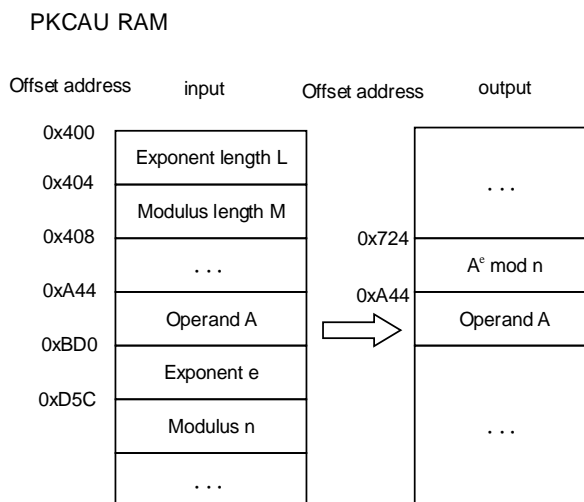 PKCAU RAM
Offset address input Offset address output
0x400
Exponent length L
0x404
Modulus length M
0x408
. . .
0xA44
Operand A
0xBD0
Exponent e
0xD5C
Modulus n
. . .
. . .
0x724
Aᵉ mod n
0xA44
Operand A
. . .